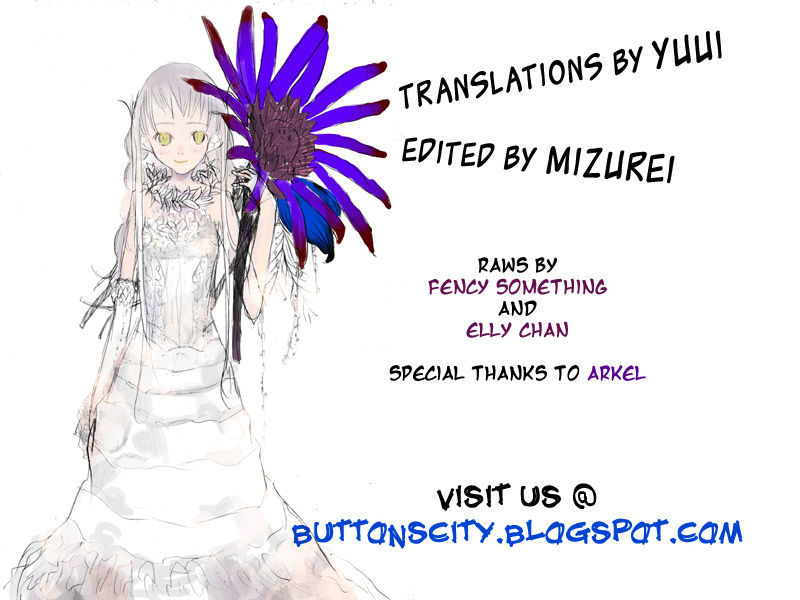 TRANSLATIONS BY YUUI
EDITED BY MIZUREI
RAWS BY
FENCY SOMETHING
AND
ELLY CHAN
SPECIAL THANKS TO ARKEL
VISIT US @
BUTTONSCITY.BLOGSPOT.COM